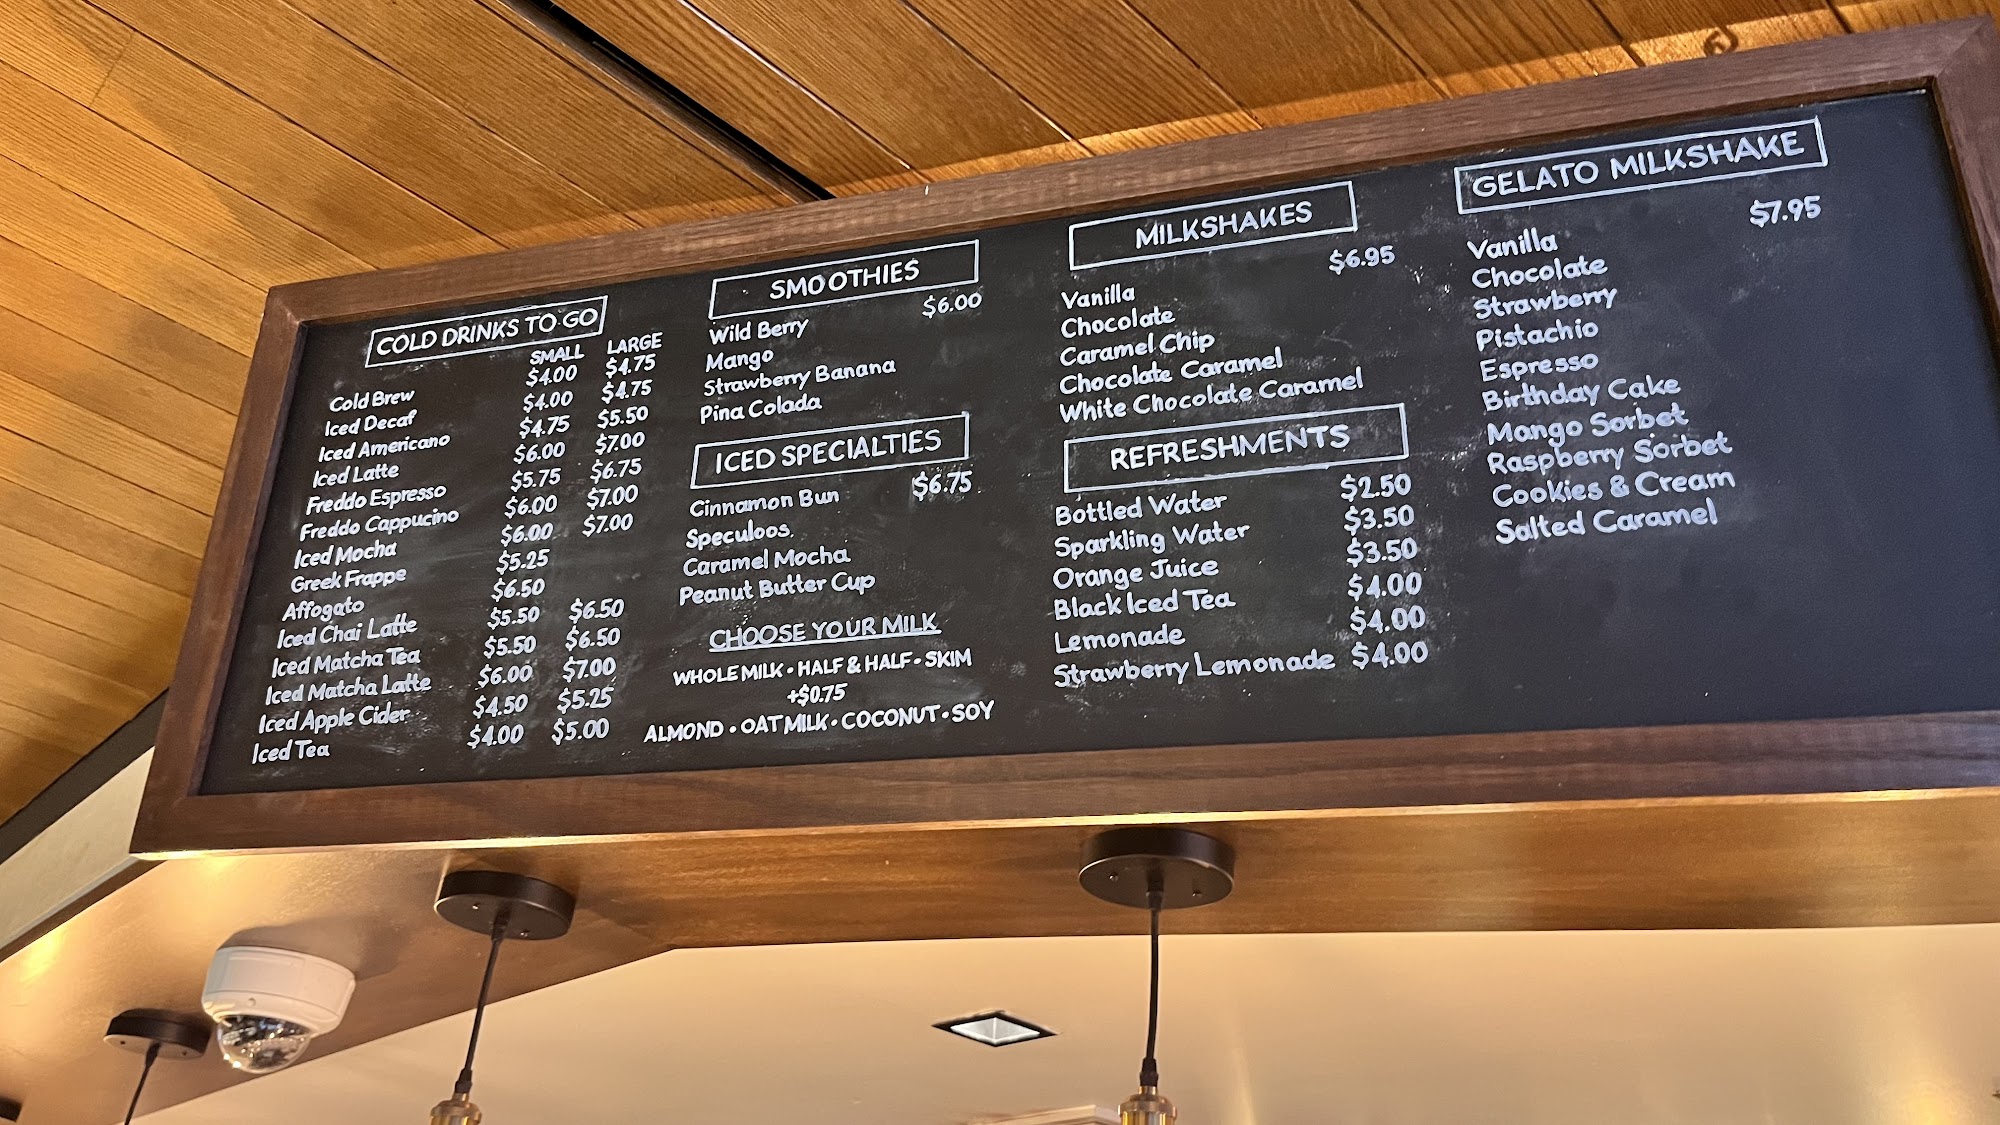 COLD DRINKS TO GO
SMALL LARGE
Cold Brew $4.00 $4.75
Iced Decaf $4.00 $4.75
Iced Americano $4.75 $5.50
Iced Latte $6.00 $7.00
Freddo Espresso $5.75 $6.75
Freddo Cappucino $6.00 $7.00
Iced Mocha $6.00 $7.00
Greek Frappe $5.25
Affogato $6.50
Iced Chai Latte $5.50 $6.50
Iced Matcha Tea $5.50 $6.50
Iced Matcha Latte $6.00 $7.00
Iced Apple Cider $4.50 $5.25
Iced Tea $4.00 $5.00
SMOOTHIES
$6.00
Wild Berry
Mango
Strawberry Banana
Pina Colada
ICED SPECIALTIES
Cinnamon Bun $6.75
Speculoos
Caramel Mocha
Peanut Butter Cup
CHOOSE YOUR MILK
WHOLE MILK • HALF & HALF • SKIM
+$0.75
ALMOND • OATMILK • COCONUT • SOY
MILKSHAKES
$6.95
Vanilla
Chocolate
Caramel Chip
Chocolate Caramel
White Chocolate Caramel
REFRESHMENTS
Bottled Water $2.50
Sparkling Water $3.50
Orange Juice $3.50
Black Iced Tea $4.00
Lemonade $4.00
Strawberry Lemonade $4.00
GELATO MILKSHAKE
$7.95
Vanilla
Chocolate
Strawberry
Pistachio
Espresso
Birthday Cake
Mango Sorbet
Raspberry Sorbet
Cookies & Cream
Salted Caramel